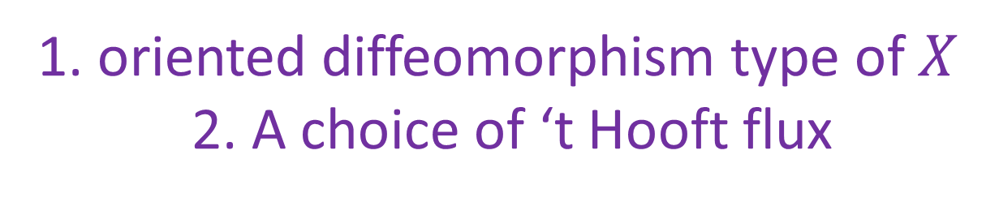 1. oriented diffeomorphism type of X
2. A choice of ‘t Hooft flux